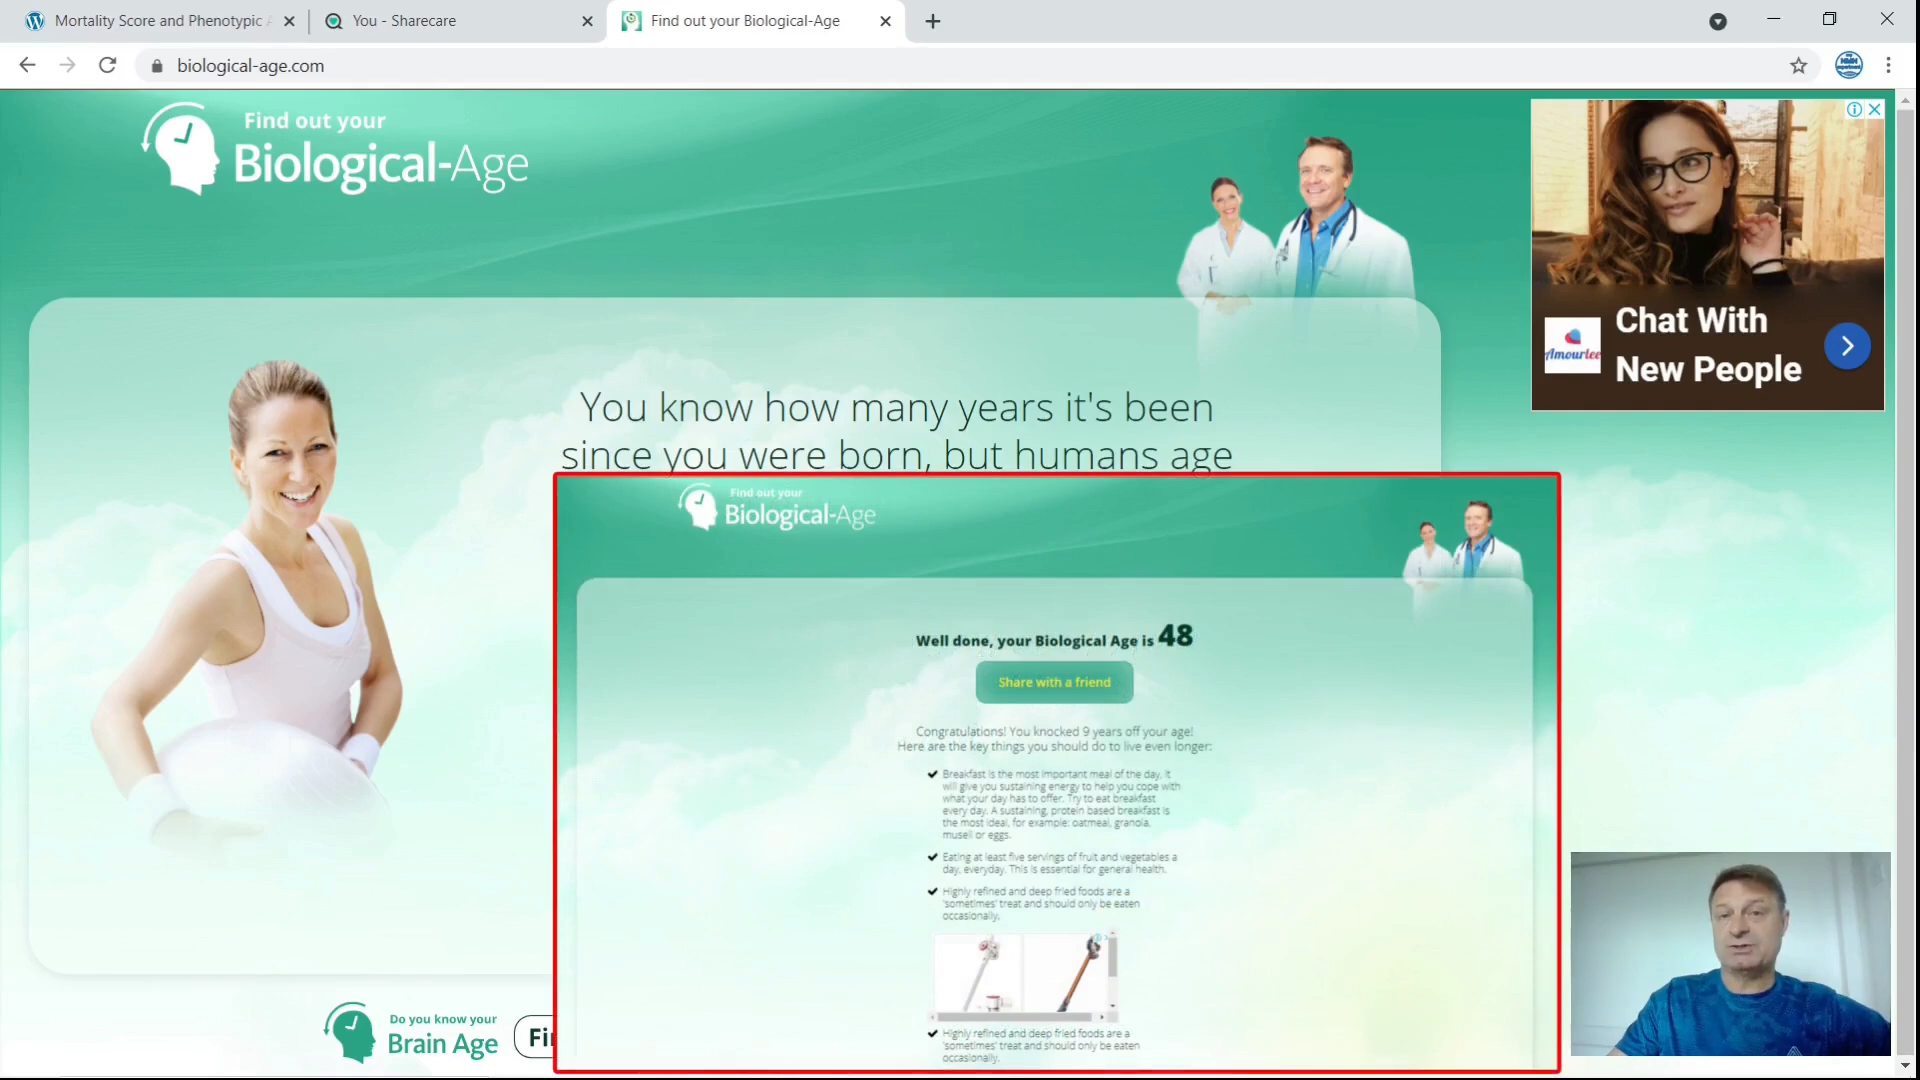 Mortality Score and Phenotypic
You - Sharecare
Find out your Biological-Age
biological-age.com
Find out your
Biological-Age
Chat With
New People
Amourlee
You know how many years it's been
since you were born, but humans age
Find out your
Biological-Age
Well done, your Biological Age is 48
Share with a friend
Congratulations! You knocked 9 years off your age!
Here are the key things you should do to live even longer:
Breakfast is the most important meal of the day, it
will give you sustaining energy to help you cope with
what your day has to offer. Try to eat breakfast
every day. A sustaining, protein based breakfast is
the most ideal, for example: oatmeal, granola,
museli or eggs.
Eating at least five servings of fruit and vegetables a
day, everyday. This is essential for general health.
Highly refined and deep fried foods are a
'sometimes' treat and should only be eaten
occasionally.
Highly refined and deep fried foods are a
'sometimes' treat and should only be eaten
occasionally.
Do you know your
Brain Age